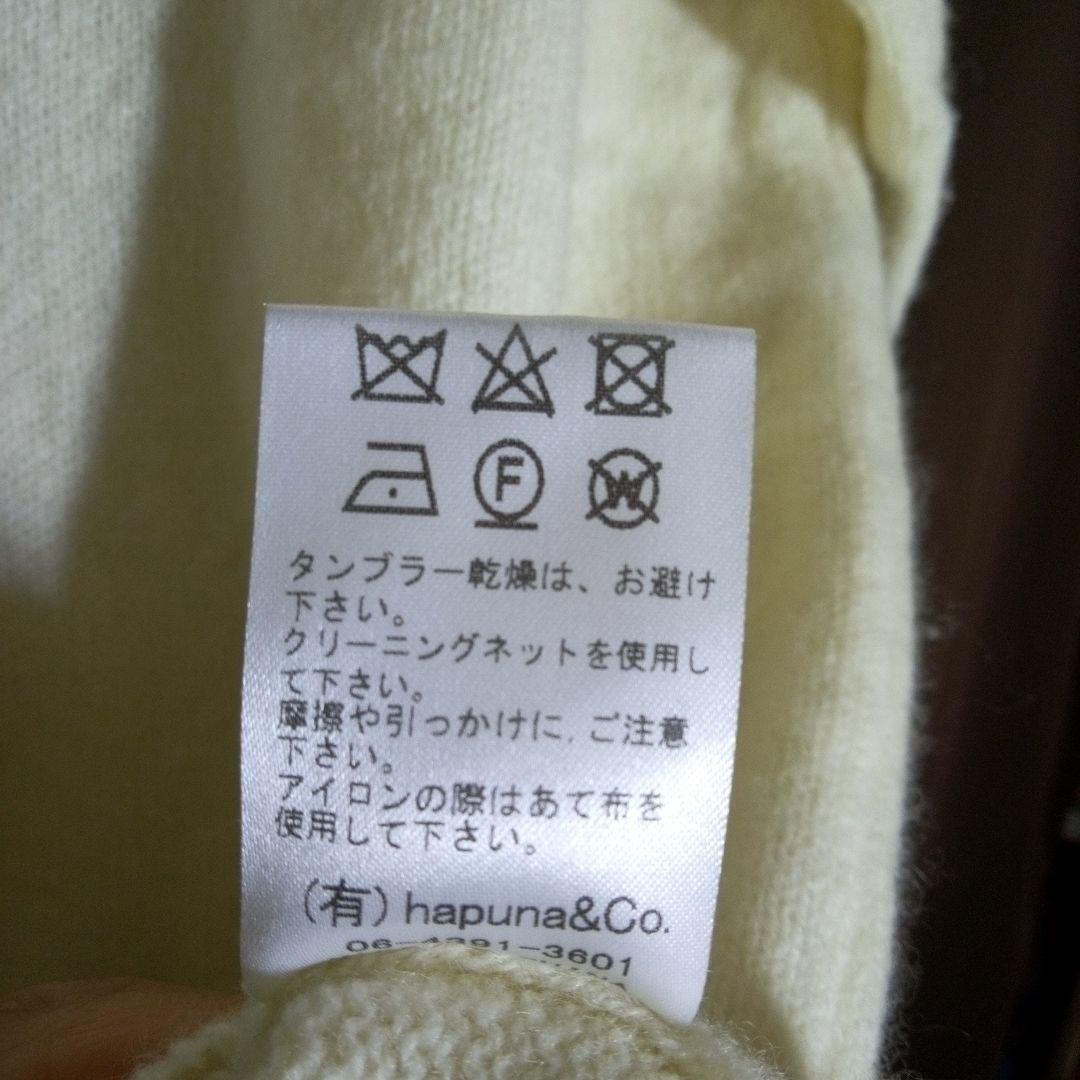 F
W
タンブラー乾燥は、お避け
下さい。
クリーニングネットを使用し
て下さい。
摩擦や引っかけに,ご注意
下さい。
アイロンの際はあて布を
使用して下さい。
(有)hapuna&Co.
06-4391-3601